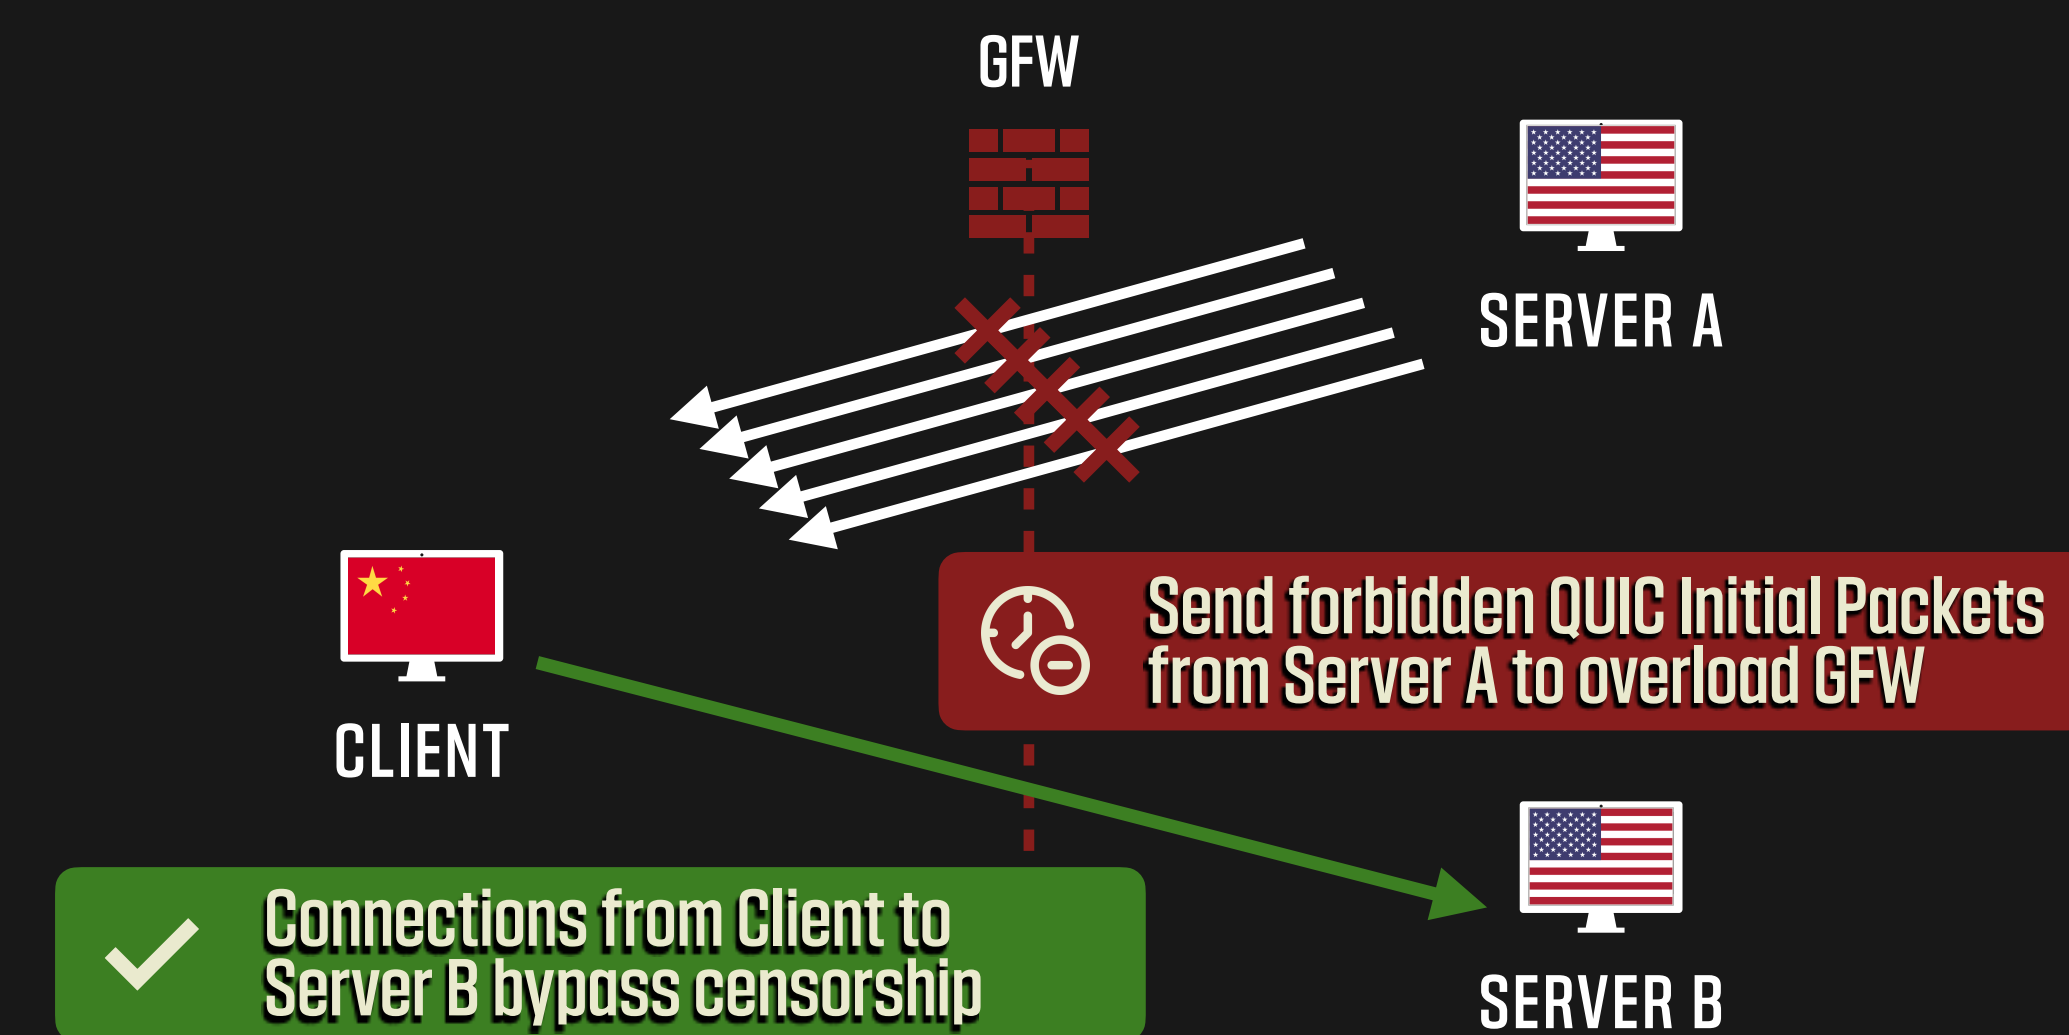 GFW
SERVER A
Send forbidden QUIC Initial Packets
from Server A to overload GFW
CLIENT
Connections from Client to
Server B bypass censorship
SERVER B